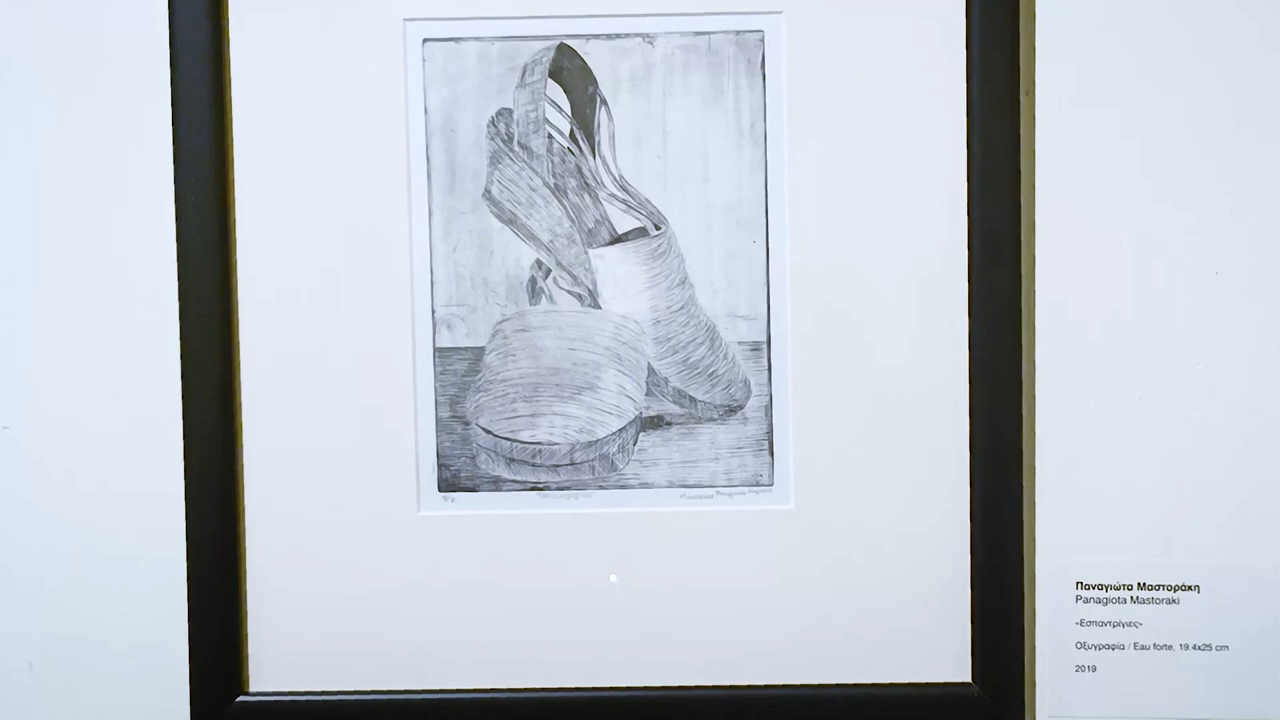 Παναγιώτα Μαστοράκη
Panagiota Mastoraki
«Εσπαντρίγιες»
Οξυγραφία / Eau forte, 19.4x25 cm
2019